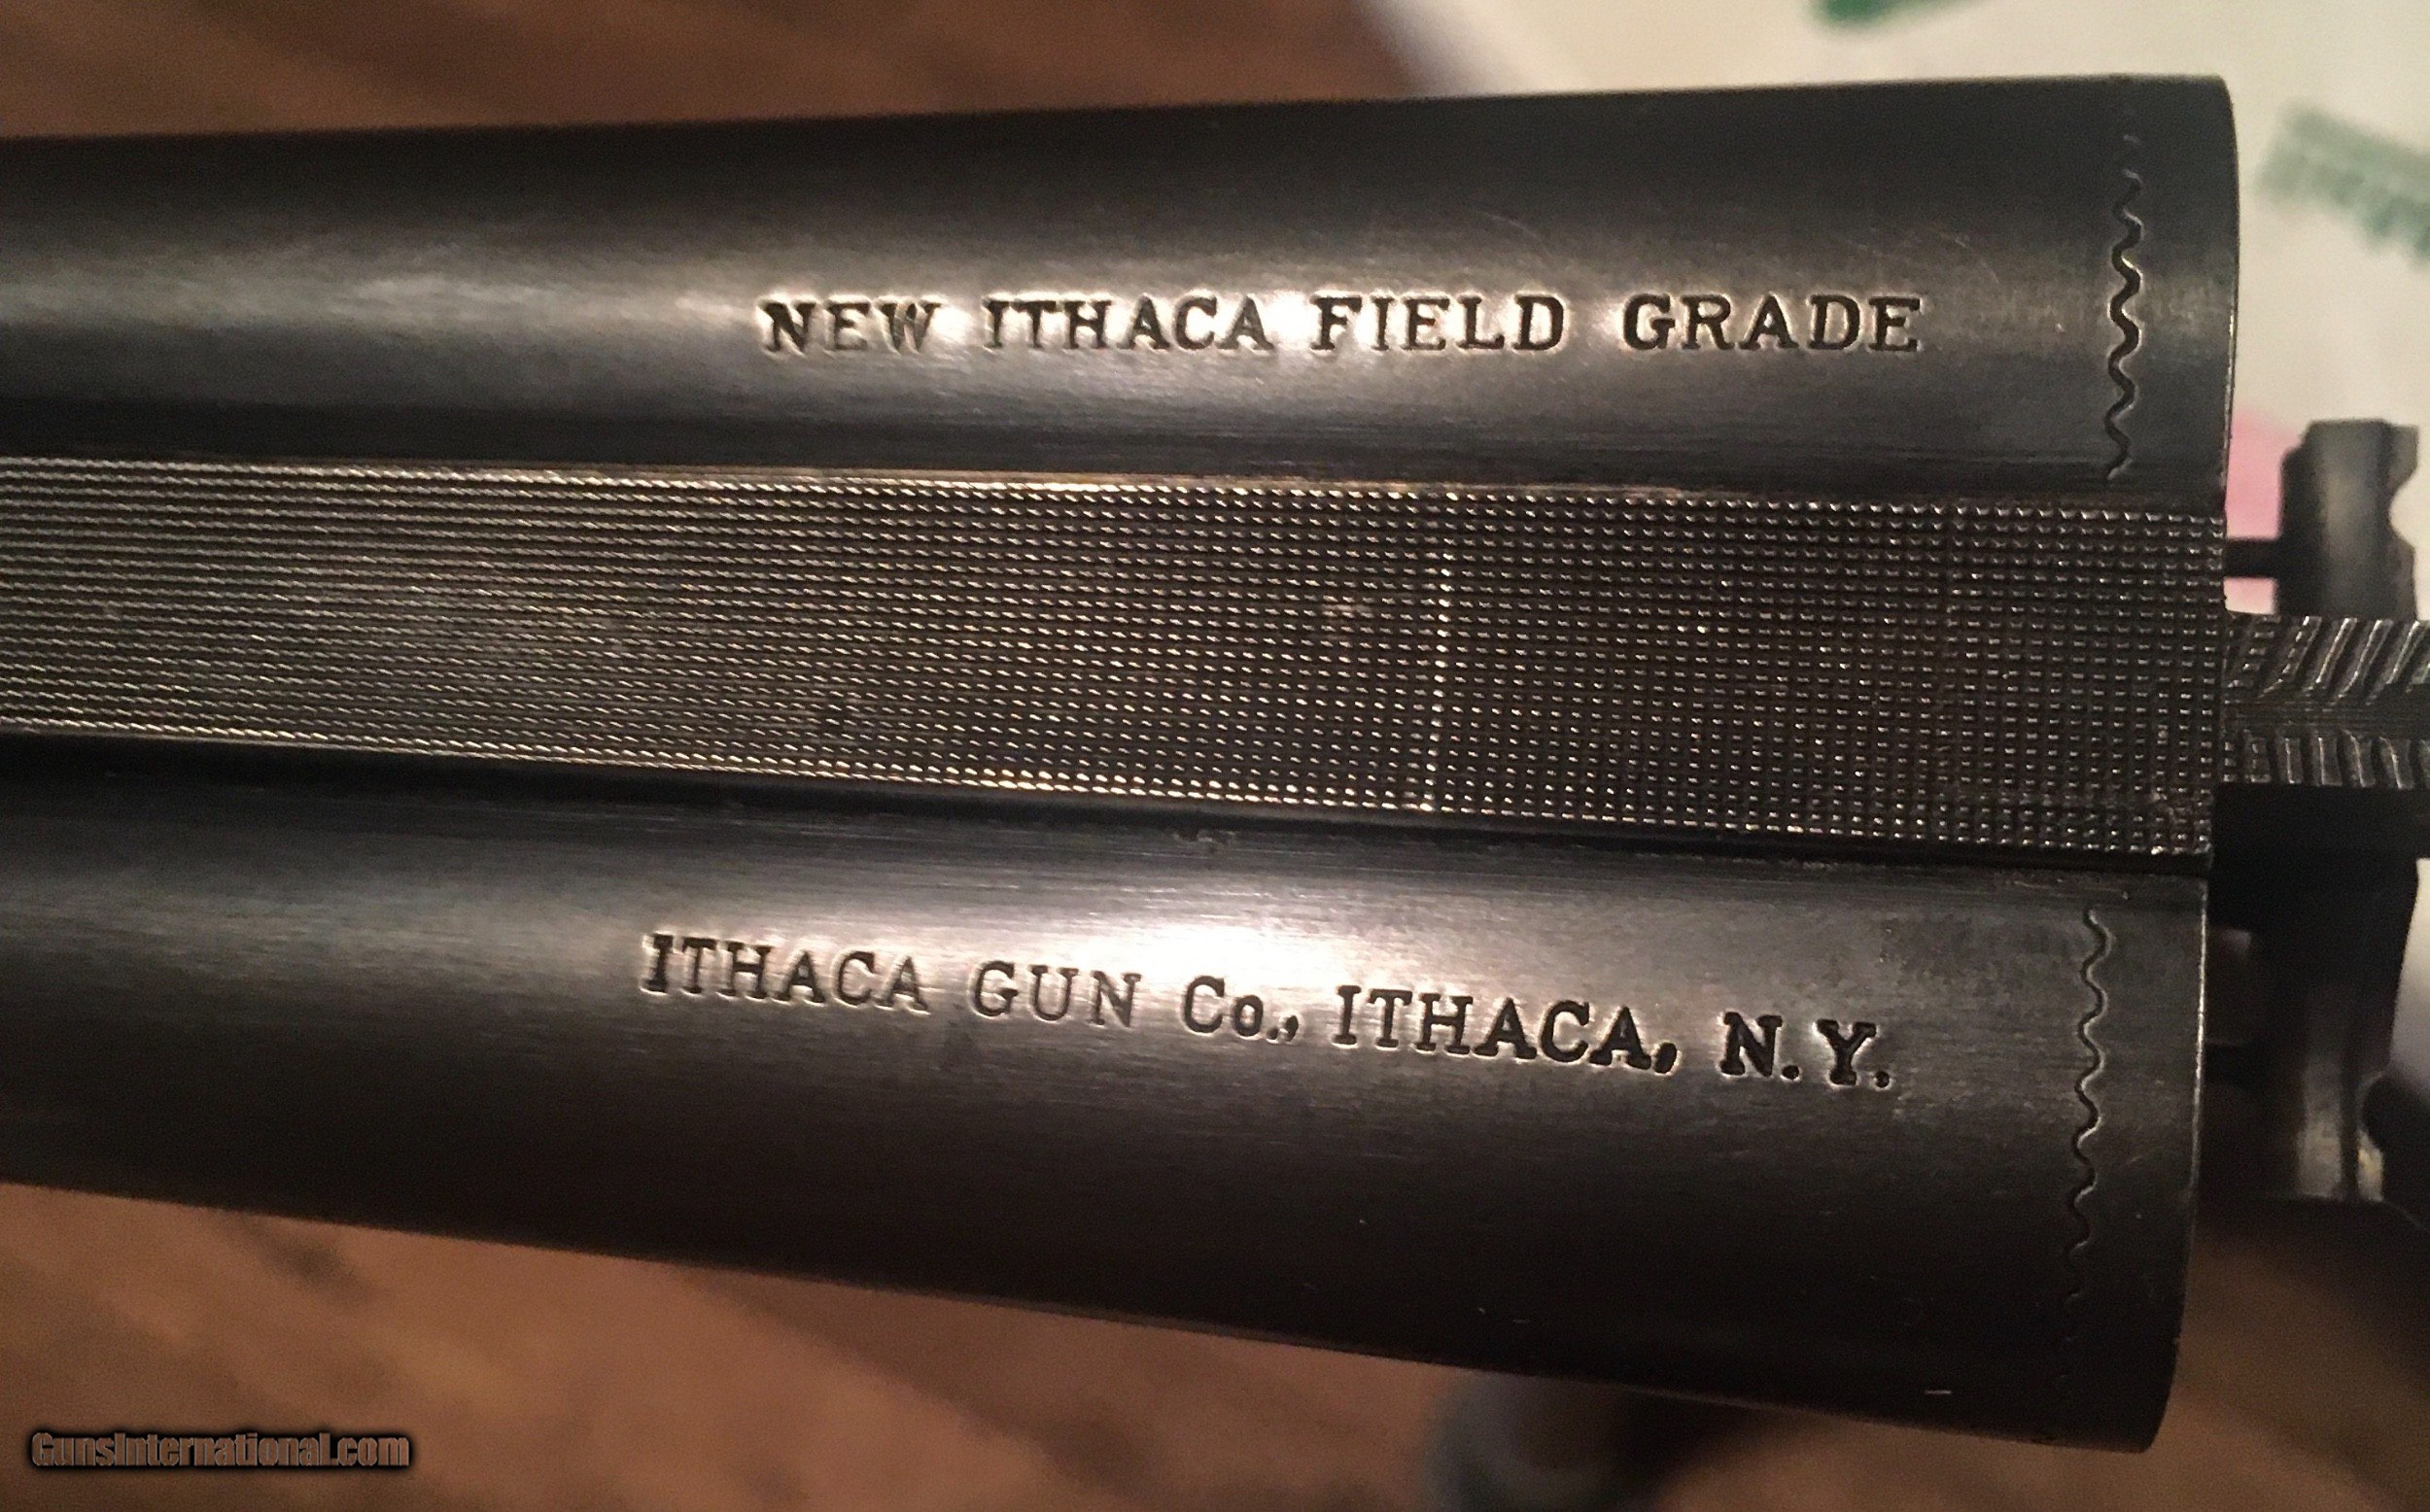 NEW ITHACA FIELD GRADE
ITHACA GUN Co., ITHACA, N.Y.
GunsInternational.com